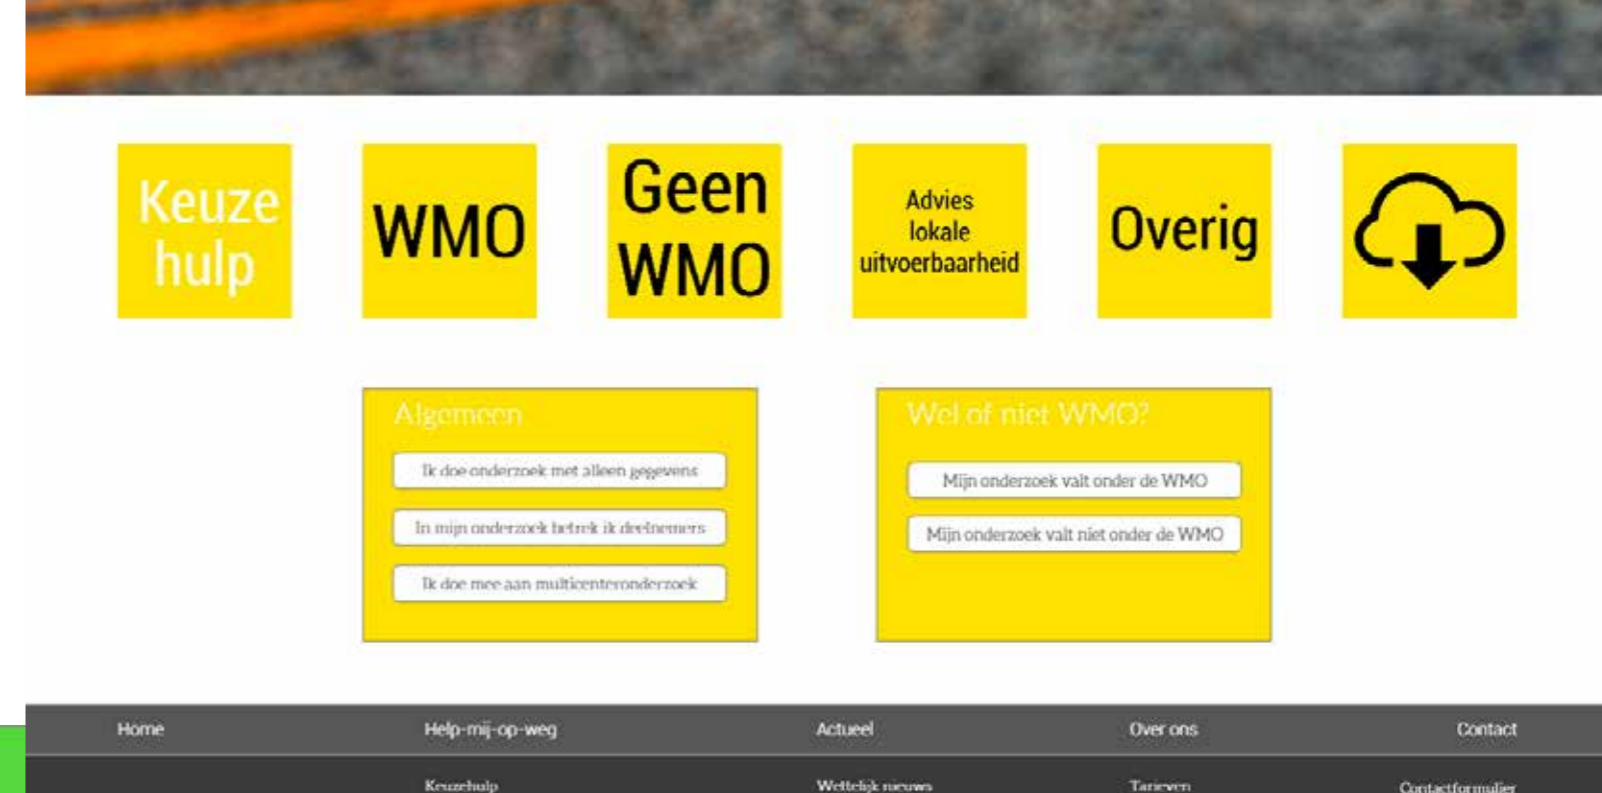 Keuze
hulp
WMO
Geen
WMO
Advies
lokale
uitvoerbaarheid
Overig
Algemeen
Ik doe onderzoek met alleen gegevens
In mijn onderzoek betrek ik deelnemers
Ik doe mee aan multicenteronderzoek
Wel of niet WMO?
Mijn onderzoek valt onder de WMO
Mijn onderzoek valt niet onder de WMO
Home Help-mij-op-weg Actueel Over ons Contact
Keuzehulp Wettelijk nieuws Tarieven Contactformulier